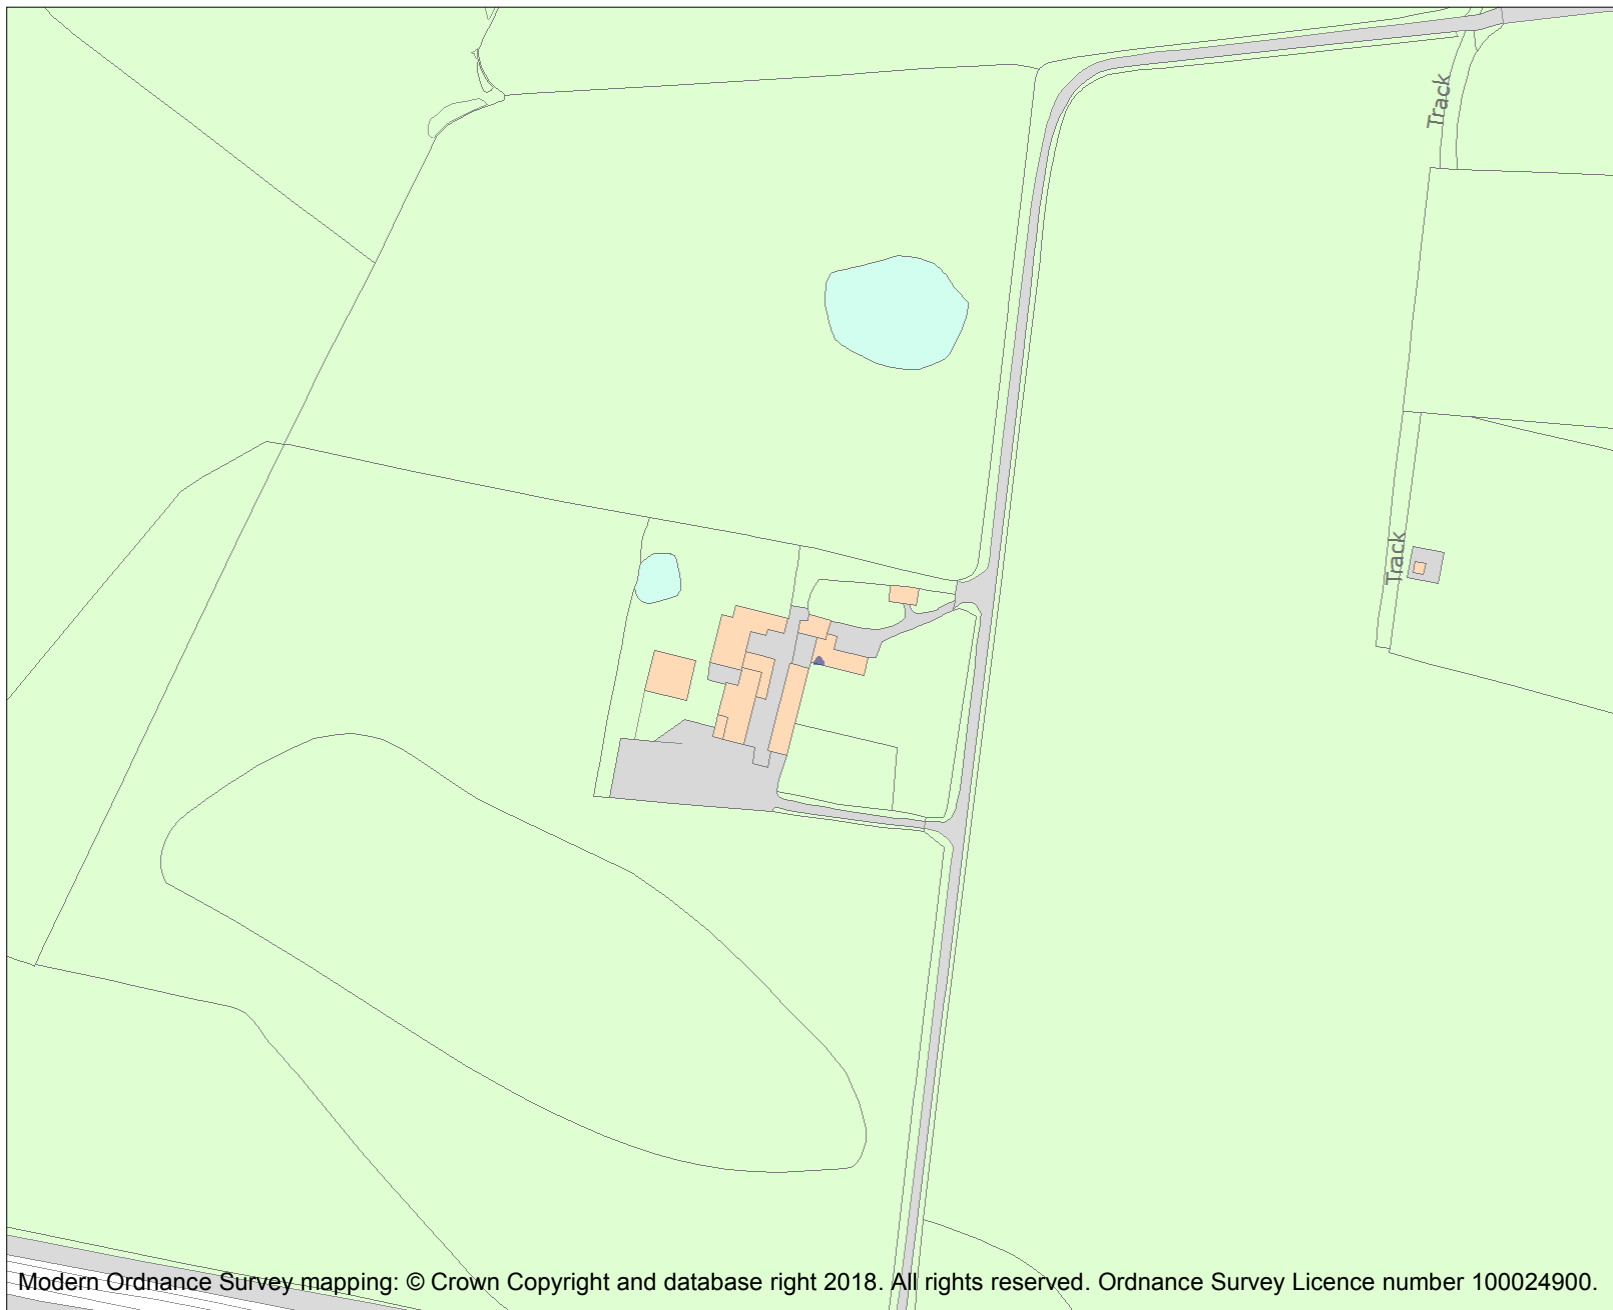 Track
Track
Modern Ordnance Survey mapping: © Crown Copyright and database right 2018. All rights reserved. Ordnance Survey Licence number 100024900.